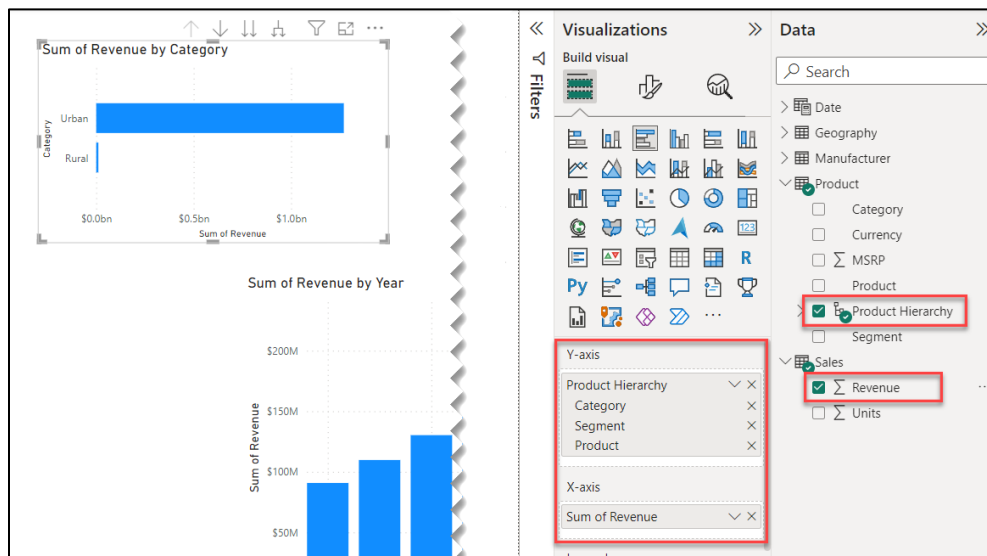 Sum of Revenue by Category
Category
Urban
Rural
$0.0bn $0.5bn $1.0bn
Sum of Revenue
Sum of Revenue by Year
Sum of Revenue
$200M
$150M
$100M
$50M
Filters
Visualizations
Build visual
123
R
Py
Y-axis
Product Hierarchy
Category
Segment
Product
X-axis
Sum of Revenue
Data
Search
Date
Geography
Manufacturer
Product
Category
Currency
MSRP
Product
Product Hierarchy
Segment
Sales
Revenue
Units